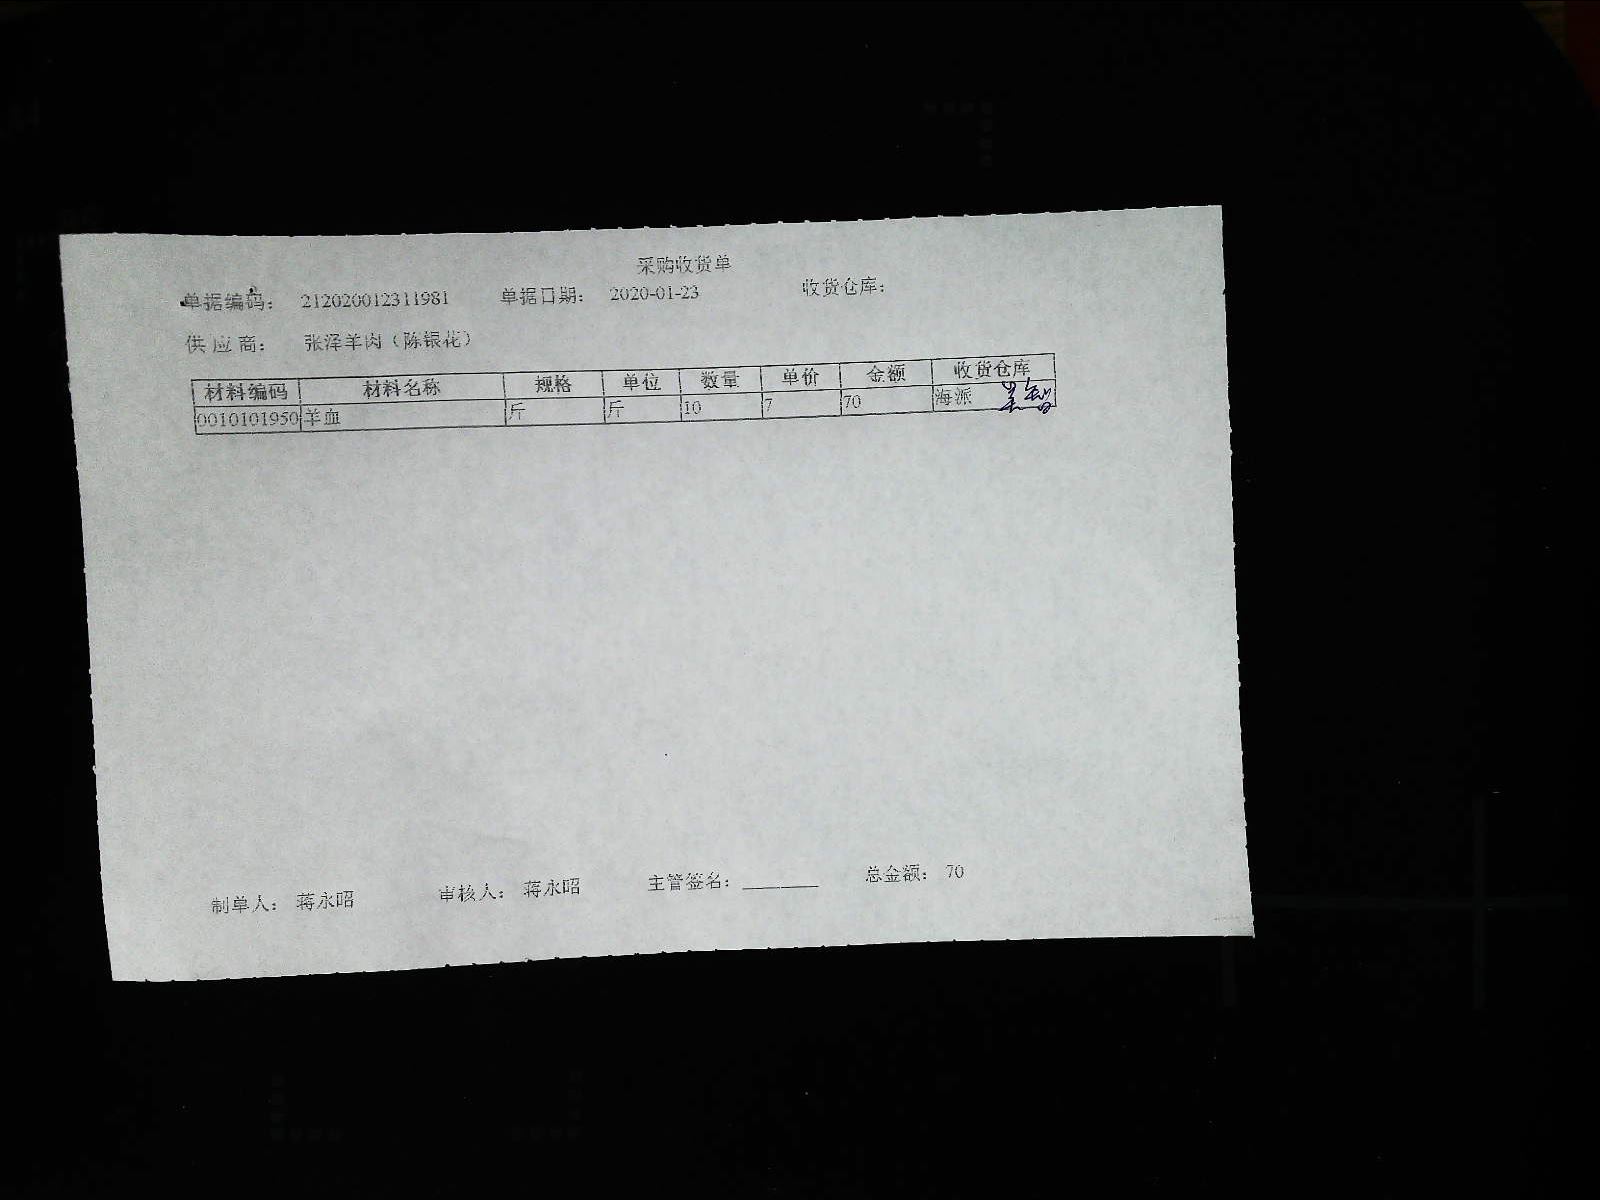 采购收货单
单据编码： 212020012311981 单据日期： 2020-01-23 收货仓库：
供应商： 张泽羊肉（陈银花）
材料编码 材料名称 规格 单位 数量 单价 金额 收货仓库
0010101950 羊血 斤 斤 10 7 70 海派
制单人： 蒋永昭 审核人： 蒋永昭 主管签名： 总金额： 70